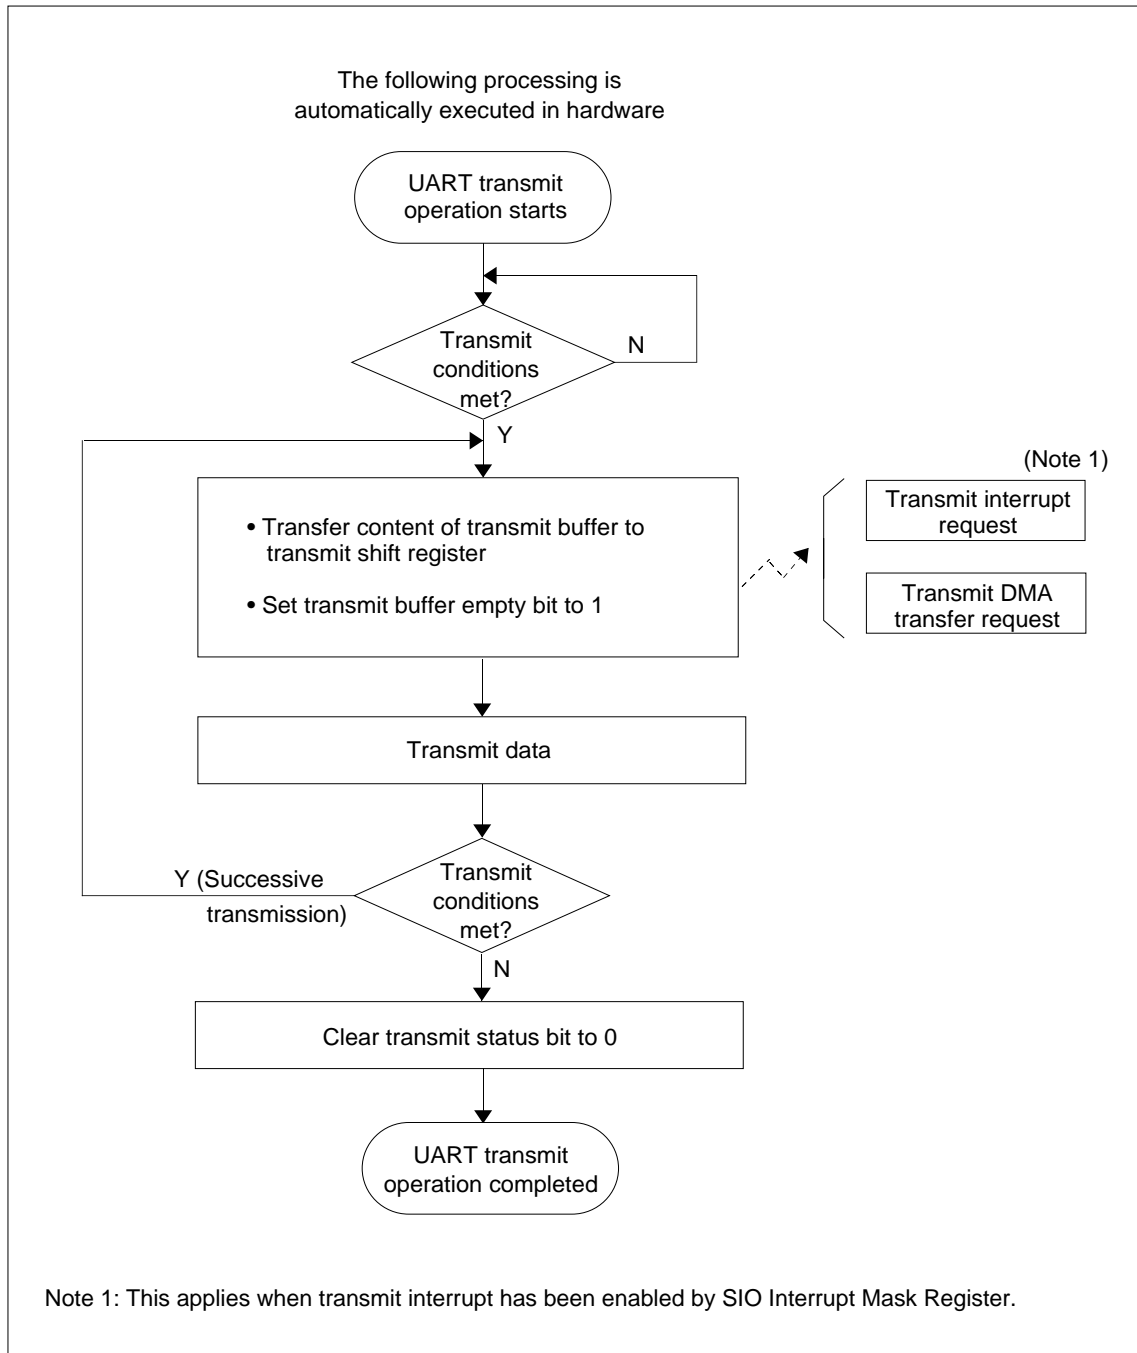 The following processing is
automatically executed in hardware
UART transmit
operation starts
Transmit
conditions
met?
N
Y
(Note 1)
• Transfer content of transmit buffer to
transmit shift register
• Set transmit buffer empty bit to 1
Transmit interrupt
request
Transmit DMA
transfer request
Transmit data
Transmit
conditions
met?
Y (Successive
transmission)
N
Clear transmit status bit to 0
UART transmit
operation completed
Note 1: This applies when transmit interrupt has been enabled by SIO Interrupt Mask Register.